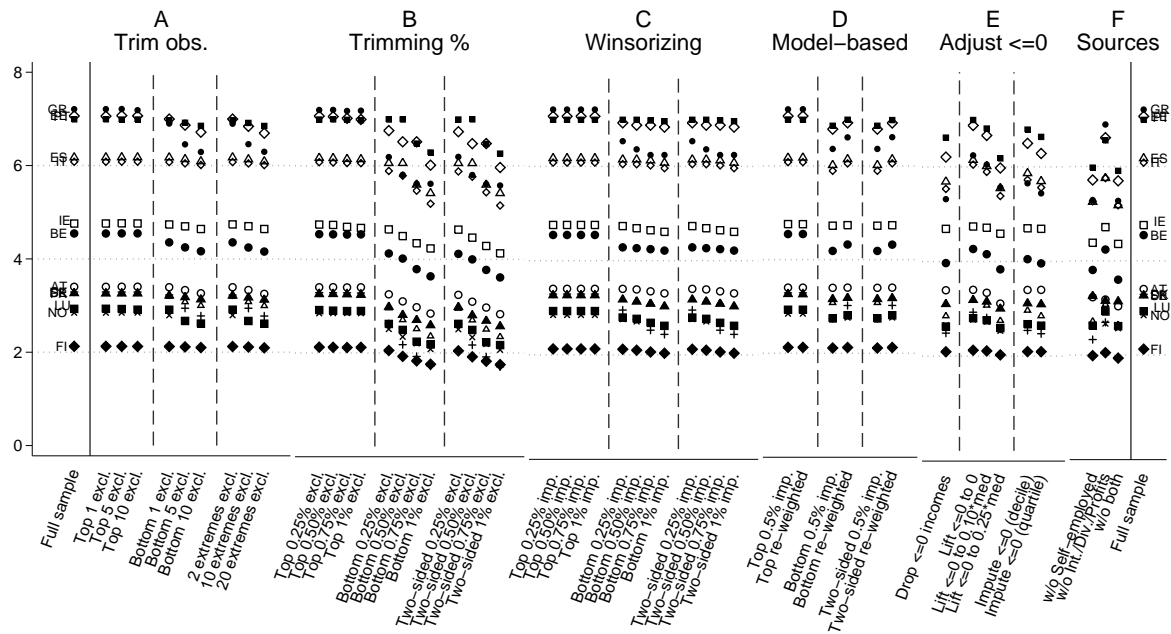 A B C D E F
Trim obs. Trimming % Winsorizing Model−based Adjust <=0 Sources
8
6
4
2
0
GR
ES
IT
IE
BE
AT
LU
NO
FI
GR
ES
IT
IE
BE
AT
LU
NO
FI
Full sample
Top 1 excl.
Top 5 excl.
Top 10 excl.
Bottom 1 excl.
Bottom 5 excl.
Bottom 10 excl.
2 extremes excl.
10 extremes excl.
20 extremes excl.
Top 0.25% excl.
Top 0.50% excl.
Top 0.75% excl.
Top 1% excl.
Bottom 0.25% excl.
Bottom 0.50% excl.
Bottom 0.75% excl.
Bottom 1% excl.
Two−sided 0.25% excl.
Two−sided 0.50% excl.
Two−sided 0.75% excl.
Two−sided 1% excl.
Top 0.25% imp.
Top 0.50% imp.
Top 0.75% imp.
Top 1% imp.
Bottom 0.25% imp.
Bottom 0.50% imp.
Bottom 0.75% imp.
Bottom 1% imp.
Two−sided 0.25% imp.
Two−sided 0.50% imp.
Two−sided 0.75% imp.
Two−sided 1% imp.
Top 0.5% imp.
Top re−weighted
Bottom 0.5% imp.
Bottom re−weighted
Two−sided 0.5% imp.
Two−sided re−weighted
Drop <=0 incomes
Lift <=0 to 0
Lift <=0 to 0.10*med
Lift <=0 to 0.25*med
Impute <=0 (decile)
Impute <=0 (quartile)
w/o Self−Employed
w/o Int./Div./Profits
w/o both
Full sample